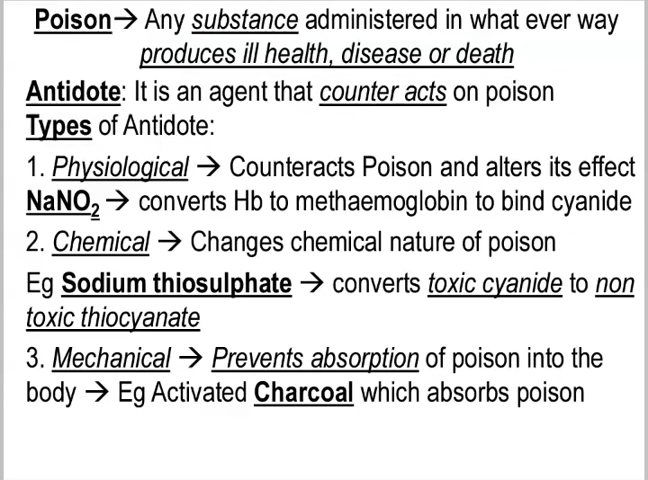 Poison→ Any substance administered in what ever way
produces ill health, disease or death
Antidote: It is an agent that counter acts on poison
Types of Antidote:
1. Physiological → Counteracts Poison and alters its effect
NaNO₂ → converts Hb to methaemoglobin to bind cyanide
2. Chemical → Changes chemical nature of poison
Eg Sodium thiosulphate → converts toxic cyanide to non
toxic thiocyanate
3. Mechanical → Prevents absorption of poison into the
body → Eg Activated Charcoal which absorbs poison